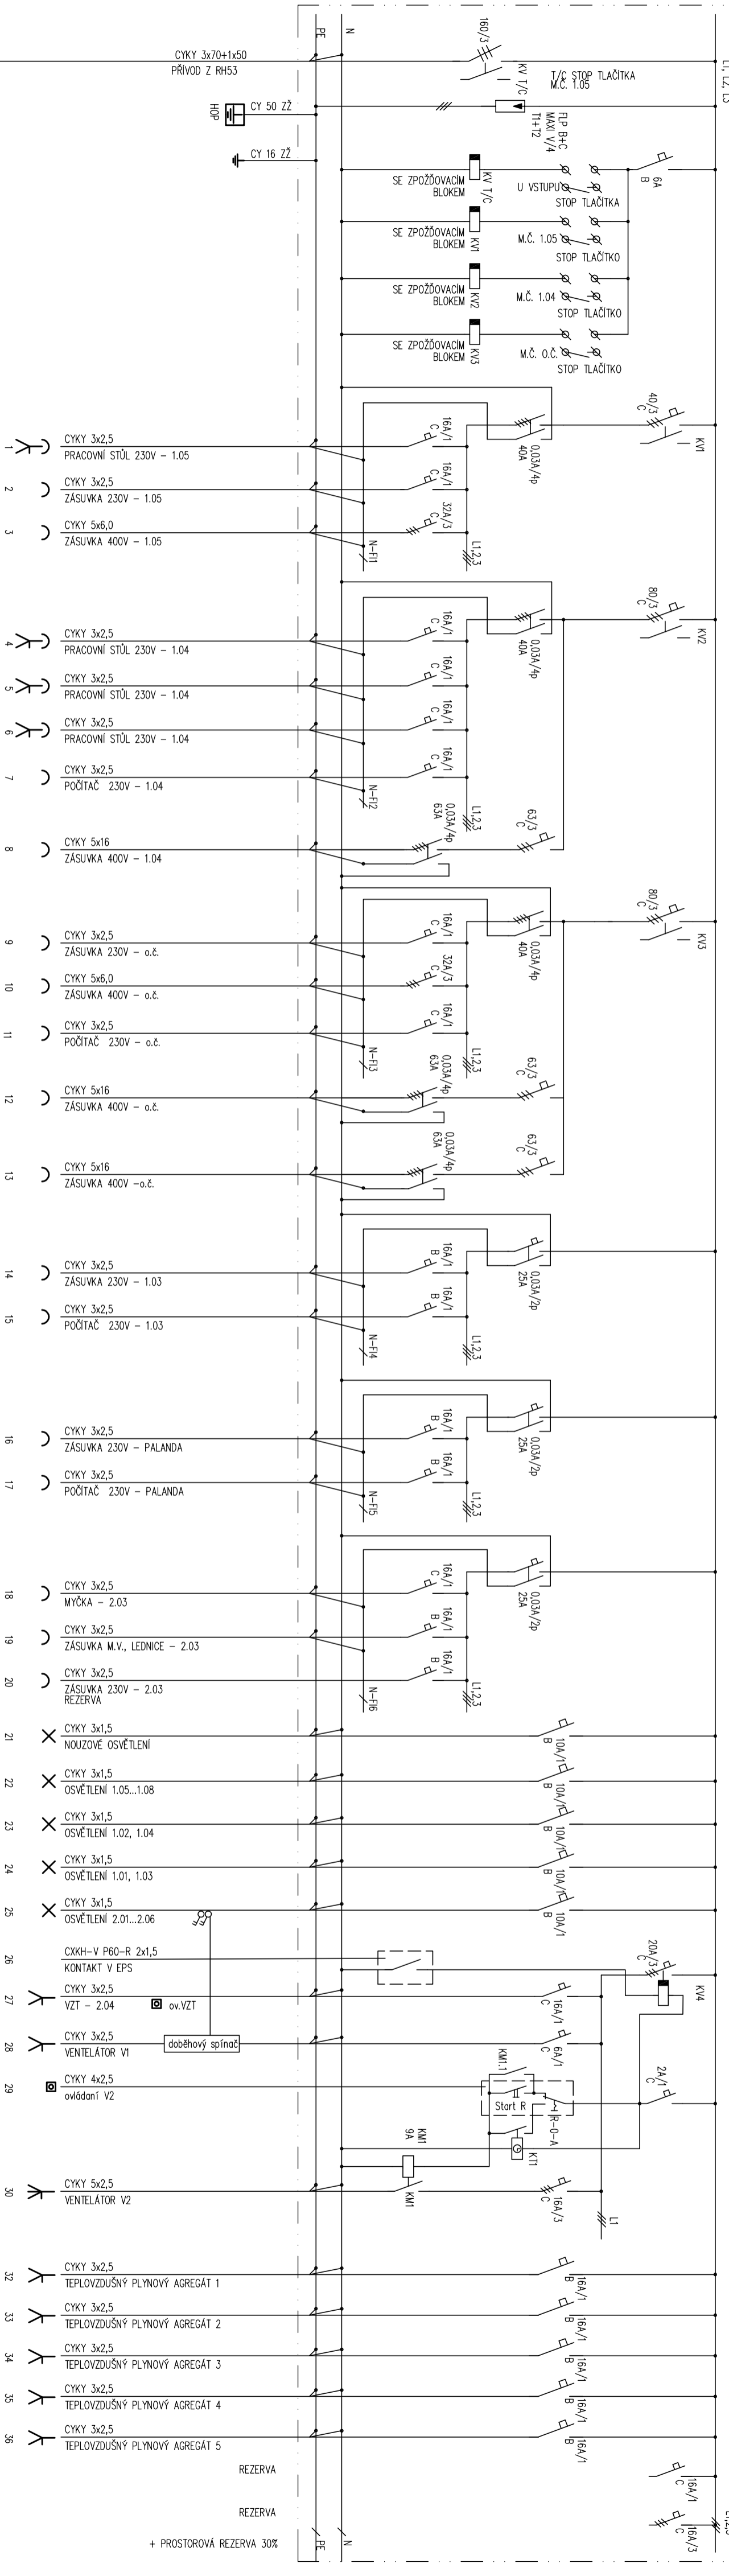 PE
N
L1, L2, L3
CYKY 3x70+1x50
PŘÍVOD Z RH53
160/3
KV T/C
T/C STOP TLAČÍTKA
M.Č. 1.05
HOP
CY 50 ZŽ
FLP B+C
MAXI V/4
T1+T2
CY 16 ZŽ
6A
B
KV T/C
SE ZPOŽĎOVACÍM
BLOKEM
U VSTUPU
STOP TLAČÍTKA
KV1
SE ZPOŽĎOVACÍM
BLOKEM
M.Č. 1.05
STOP TLAČÍTKO
KV2
SE ZPOŽĎOVACÍM
BLOKEM
M.Č. 1.04
STOP TLAČÍTKO
KV3
SE ZPOŽĎOVACÍM
BLOKEM
M.Č. O.Č.
STOP TLAČÍTKO
40/3
C
KV1
0,03A/4p
40A
1
CYKY 3x2,5
PRACOVNÍ STŮL 230V - 1.05
16A/1
C
2
CYKY 3x2,5
ZÁSUVKA 230V - 1.05
16A/1
C
3
CYKY 5x6,0
ZÁSUVKA 400V - 1.05
32A/3
C
N-FI1
L1,2,3
80/3
C
KV2
0,03A/4p
40A
4
CYKY 3x2,5
PRACOVNÍ STŮL 230V - 1.04
16A/1
C
5
CYKY 3x2,5
PRACOVNÍ STŮL 230V - 1.04
16A/1
C
6
CYKY 3x2,5
PRACOVNÍ STŮL 230V - 1.04
16A/1
C
7
CYKY 3x2,5
POČÍTAČ 230V - 1.04
16A/1
C
N-FI2
L1,2,3
8
CYKY 5x16
ZÁSUVKA 400V - 1.04
0,03A/4p
63A
63/3
C
80/3
C
KV3
0,03A/4p
40A
9
CYKY 3x2,5
ZÁSUVKA 230V - o.č.
16A/1
C
10
CYKY 5x6,0
ZÁSUVKA 400V - o.č.
32A/3
C
11
CYKY 3x2,5
POČÍTAČ 230V - o.č.
16A/1
C
N-FI3
L1,2,3
12
CYKY 5x16
ZÁSUVKA 400V - o.č.
0,03A/4p
63A
63/3
C
13
CYKY 5x16
ZÁSUVKA 400V -o.č.
0,03A/4p
63A
63/3
C
0,03A/2p
25A
14
CYKY 3x2,5
ZÁSUVKA 230V - 1.03
16A/1
B
15
CYKY 3x2,5
POČÍTAČ 230V - 1.03
16A/1
B
N-FI4
L1,2,3
0,03A/2p
25A
16
CYKY 3x2,5
ZÁSUVKA 230V - PALANDA
16A/1
B
17
CYKY 3x2,5
POČÍTAČ 230V - PALANDA
16A/1
B
N-FI5
L1,2,3
0,03A/2p
25A
18
CYKY 3x2,5
MYČKA - 2.03
16A/1
C
19
CYKY 3x2,5
ZÁSUVKA M.V., LEDNICE - 2.03
16A/1
B
20
CYKY 3x2,5
ZÁSUVKA 230V - 2.03
REZERVA
16A/1
B
N-FI6
L1,2,3
21
CYKY 3x1,5
NOUZOVÉ OSVĚTLENÍ
10A/1
B
22
CYKY 3x1,5
OSVĚTLENÍ 1.05...1.08
10A/1
B
23
CYKY 3x1,5
OSVĚTLENÍ 1.02, 1.04
10A/1
B
24
CYKY 3x1,5
OSVĚTLENÍ 1.01, 1.03
10A/1
B
25
CYKY 3x1,5
OSVĚTLENÍ 2.01...2.06
10A/1
B
26
CXKH-V P60-R 2x1,5
KONTAKT V EPS
20A/3
C
KV4
27
CYKY 3x2,5
VZT - 2.04
ov.VZT
16A/1
C
28
CYKY 3x2,5
VENTELÁTOR V1
doběhový spínač
6A/1
C
29
CYKY 4x2,5
ovládaní V2
KM1.1
Start R
R-O-A
2A/1
C
KT1
KM1
9A
30
CYKY 5x2,5
VENTELÁTOR V2
KM1
16A/3
C
L1
32
CYKY 3x2,5
TEPLOVZDUŠNÝ PLYNOVÝ AGREGÁT 1
16A/1
B
33
CYKY 3x2,5
TEPLOVZDUŠNÝ PLYNOVÝ AGREGÁT 2
16A/1
B
34
CYKY 3x2,5
TEPLOVZDUŠNÝ PLYNOVÝ AGREGÁT 3
16A/1
B
35
CYKY 3x2,5
TEPLOVZDUŠNÝ PLYNOVÝ AGREGÁT 4
16A/1
B
36
CYKY 3x2,5
TEPLOVZDUŠNÝ PLYNOVÝ AGREGÁT 5
16A/1
B
REZERVA
16A/1
C
REZERVA
16A/3
C
+ PROSTOROVÁ REZERVA 30%
PE
N
L1,2,3